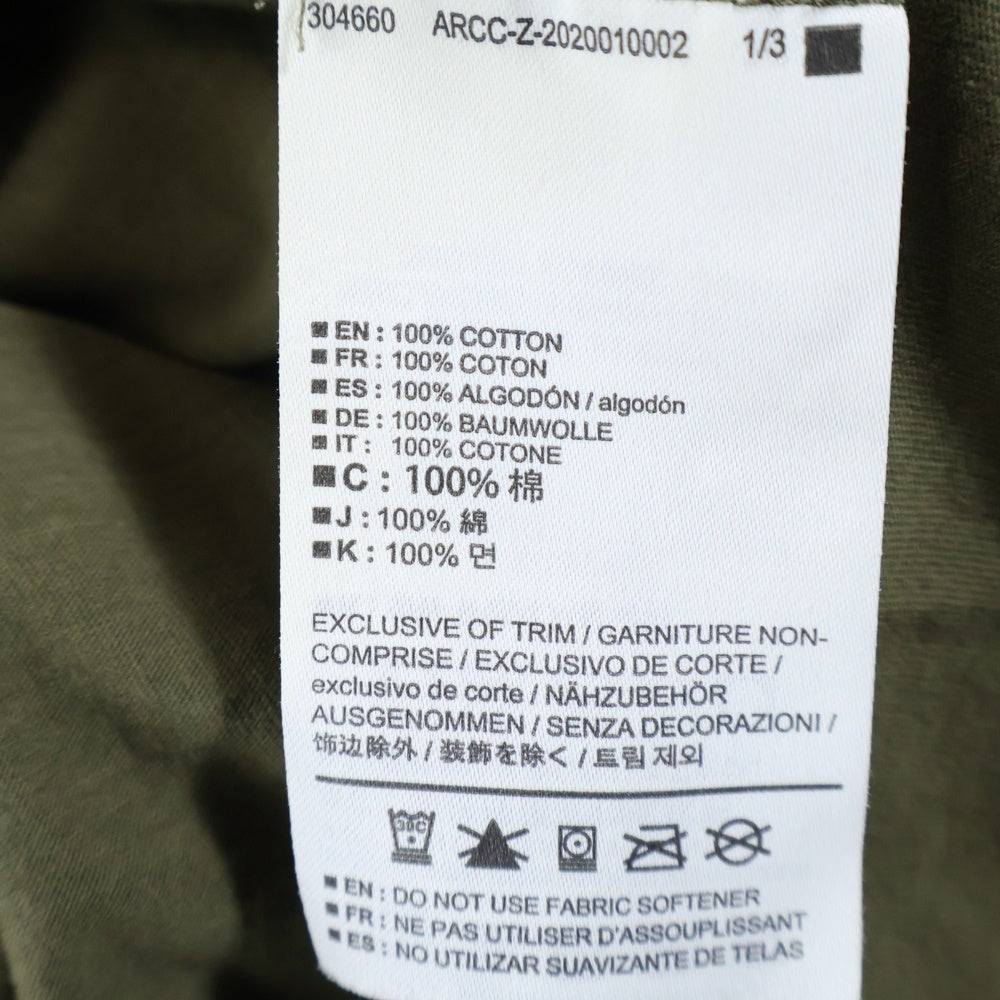 304660 ARCC-Z-2020010002 1/3
EN : 100% COTTON
FR : 100% COTON
ES : 100% ALGODÓN / algodón
DE : 100% BAUMWOLLE
IT : 100% COTONE
C : 100% 棉
J : 100% 綿
K : 100% 면
EXCLUSIVE OF TRIM / GARNITURE NON-
COMPRISE / EXCLUSIVO DE CORTE /
exclusivo de corte / NÄHZUBEHÖR
AUSGENOMMEN / SENZA DECORAZIONI /
饰边除外 / 装飾を除く / 트림 제외
30C
EN : DO NOT USE FABRIC SOFTENER
FR : NE PAS UTILISER D'ASSOUPLISSANT
ES : NO UTILIZAR SUAVIZANTE DE TELAS